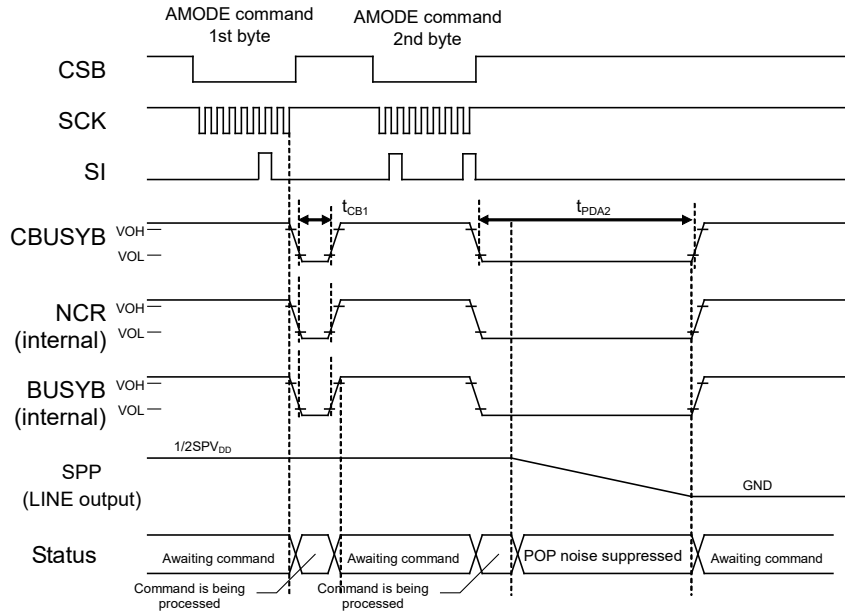 AMODE command
1st byte
AMODE command
2nd byte
CSB
SCK
SI
tCB1
tPDA2
CBUSYB
VOH
VOL
NCR
(internal)
VOH
VOL
BUSYB
(internal)
VOH
VOL
1/2SPVDD
SPP
(LINE output)
GND
Status
Awaiting command
Awaiting command
POP noise suppressed
Awaiting command
Command is being
processed
Command is being
processed